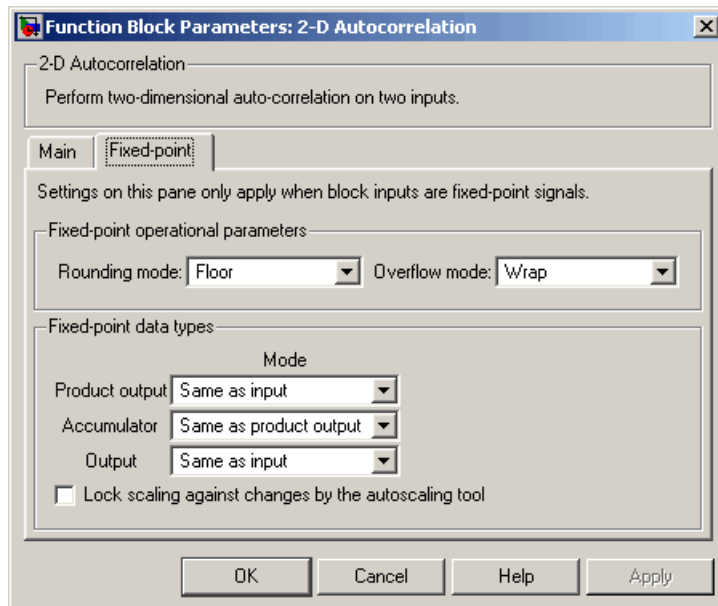 Function Block Parameters: 2-D Autocorrelation
2-D Autocorrelation
Perform two-dimensional auto-correlation on two inputs.
Main Fixed-point
Settings on this pane only apply when block inputs are fixed-point signals.
Fixed-point operational parameters
Rounding mode: Floor Overflow mode: Wrap
Fixed-point data types
Mode
Product output Same as input
Accumulator Same as product output
Output Same as input
Lock scaling against changes by the autoscaling tool
OK Cancel Help Apply